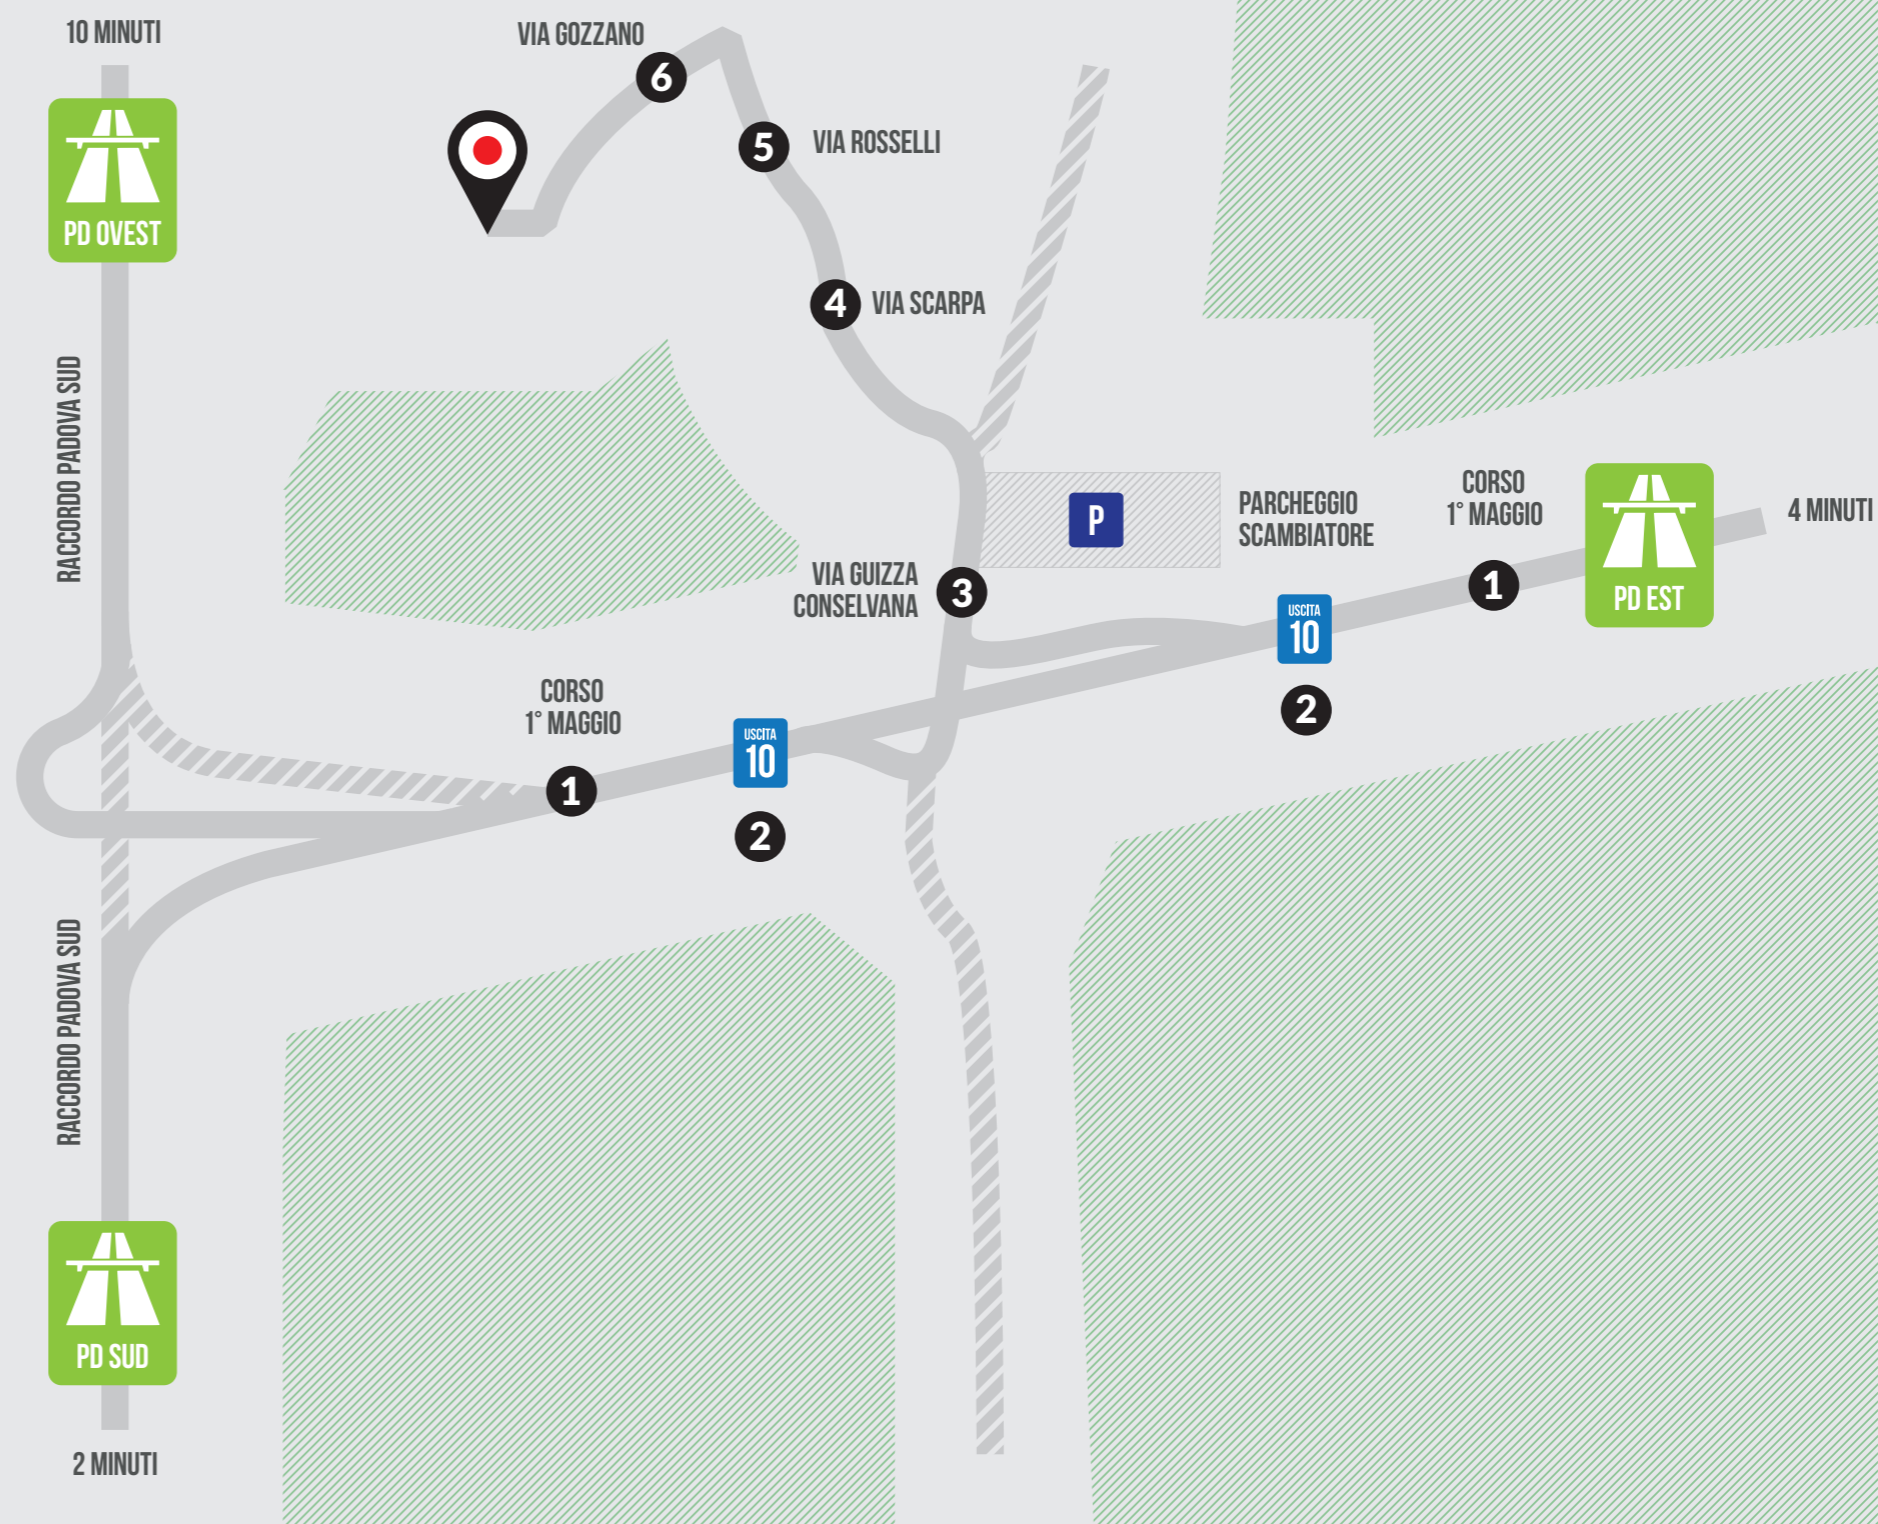 10 MINUTI
PD OVEST
VIA GOZZANO
6
5
VIA ROSSELLI
4
VIA SCARPA
RACCORDO PADOVA SUD
P
PARCHEGGIO
SCAMBIATORE
CORSO
1° MAGGIO
1
PD EST
4 MINUTI
VIA GUIZZA
CONSELVANA
3
USCITA
10
2
CORSO
1° MAGGIO
1
USCITA
10
2
RACCORDO PADOVA SUD
PD SUD
2 MINUTI